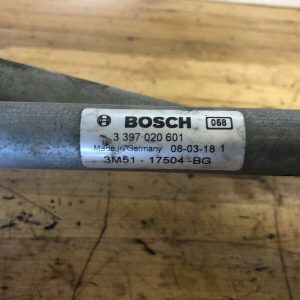 BOSCH 058
3 397 020 601
Made in Germany 08-03-18 1
3M51 - 17504 -BG